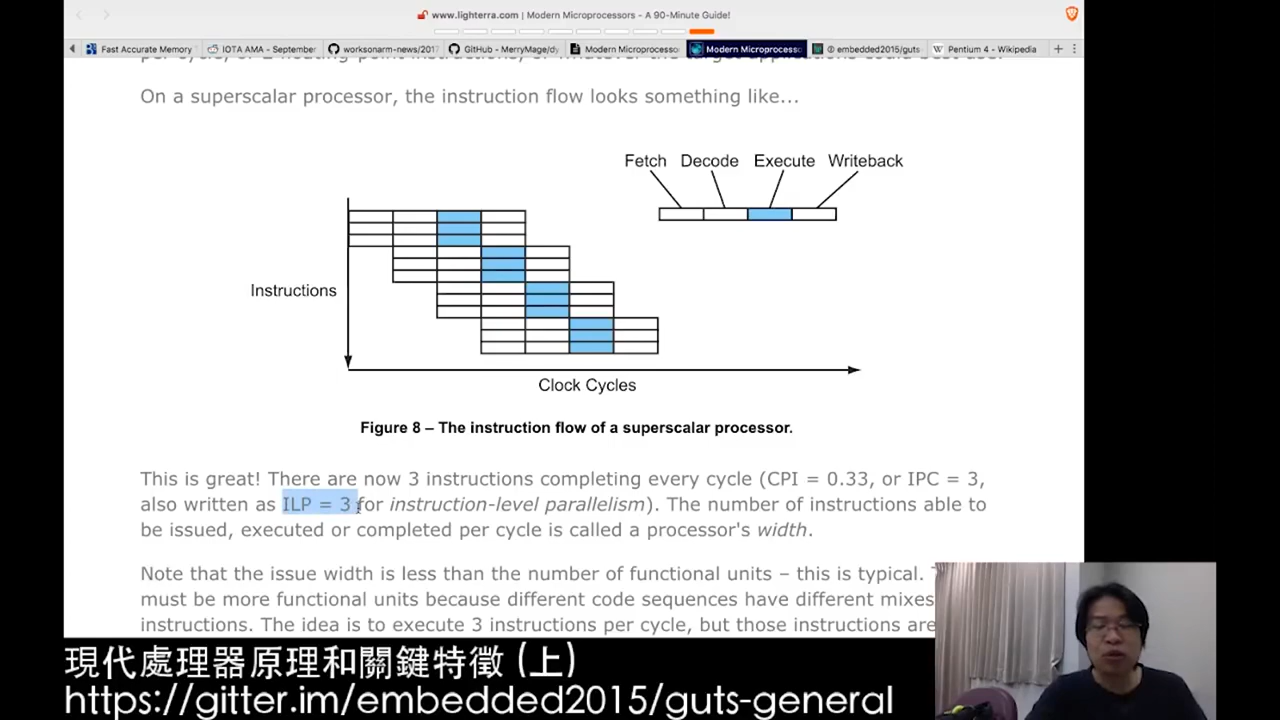 www.lighterra.com | Modern Microprocessors - A 90-Minute Guide!
Fast Accurate Memory
IOTA AMA - September
worksonarm-news/201
GitHub - MerryMage/dy
Modern Microprocesso
Modern Microprocesso
embedded2015/guts
Pentium 4 - Wikipedia
On a superscalar processor, the instruction flow looks something like...
Fetch Decode Execute Writeback
Instructions
Clock Cycles
Figure 8 – The instruction flow of a superscalar processor.
This is great! There are now 3 instructions completing every cycle (CPI = 0.33, or IPC = 3,
also written as ILP = 3 for instruction-level parallelism). The number of instructions able to
be issued, executed or completed per cycle is called a processor's width.
Note that the issue width is less than the number of functional units – this is typical.
must be more functional units because different code sequences have different mixes
instructions. The idea is to execute 3 instructions per cycle, but those instructions are
現代處理器原理和關鍵特徵 (上)
https://gitter.im/embedded2015/guts-general